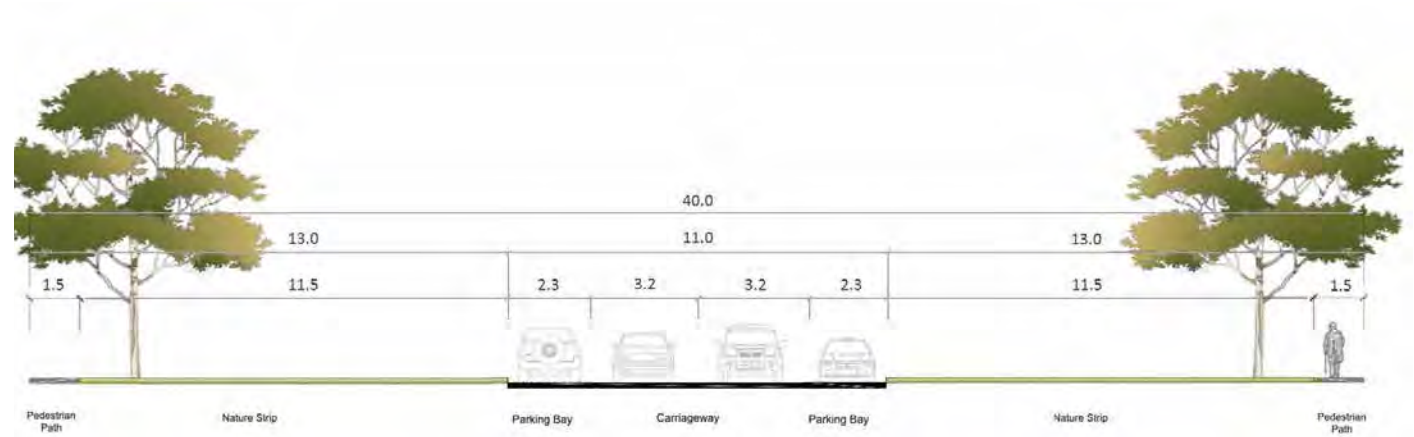 40.0
13.0 11.0 13.0
1.5 11.5 2.3 3.2 3.2 2.3 11.5 1.5
Pedestrian Path Nature Strip Parking Bay Carriageway Parking Bay Nature Strip Pedestrian Path